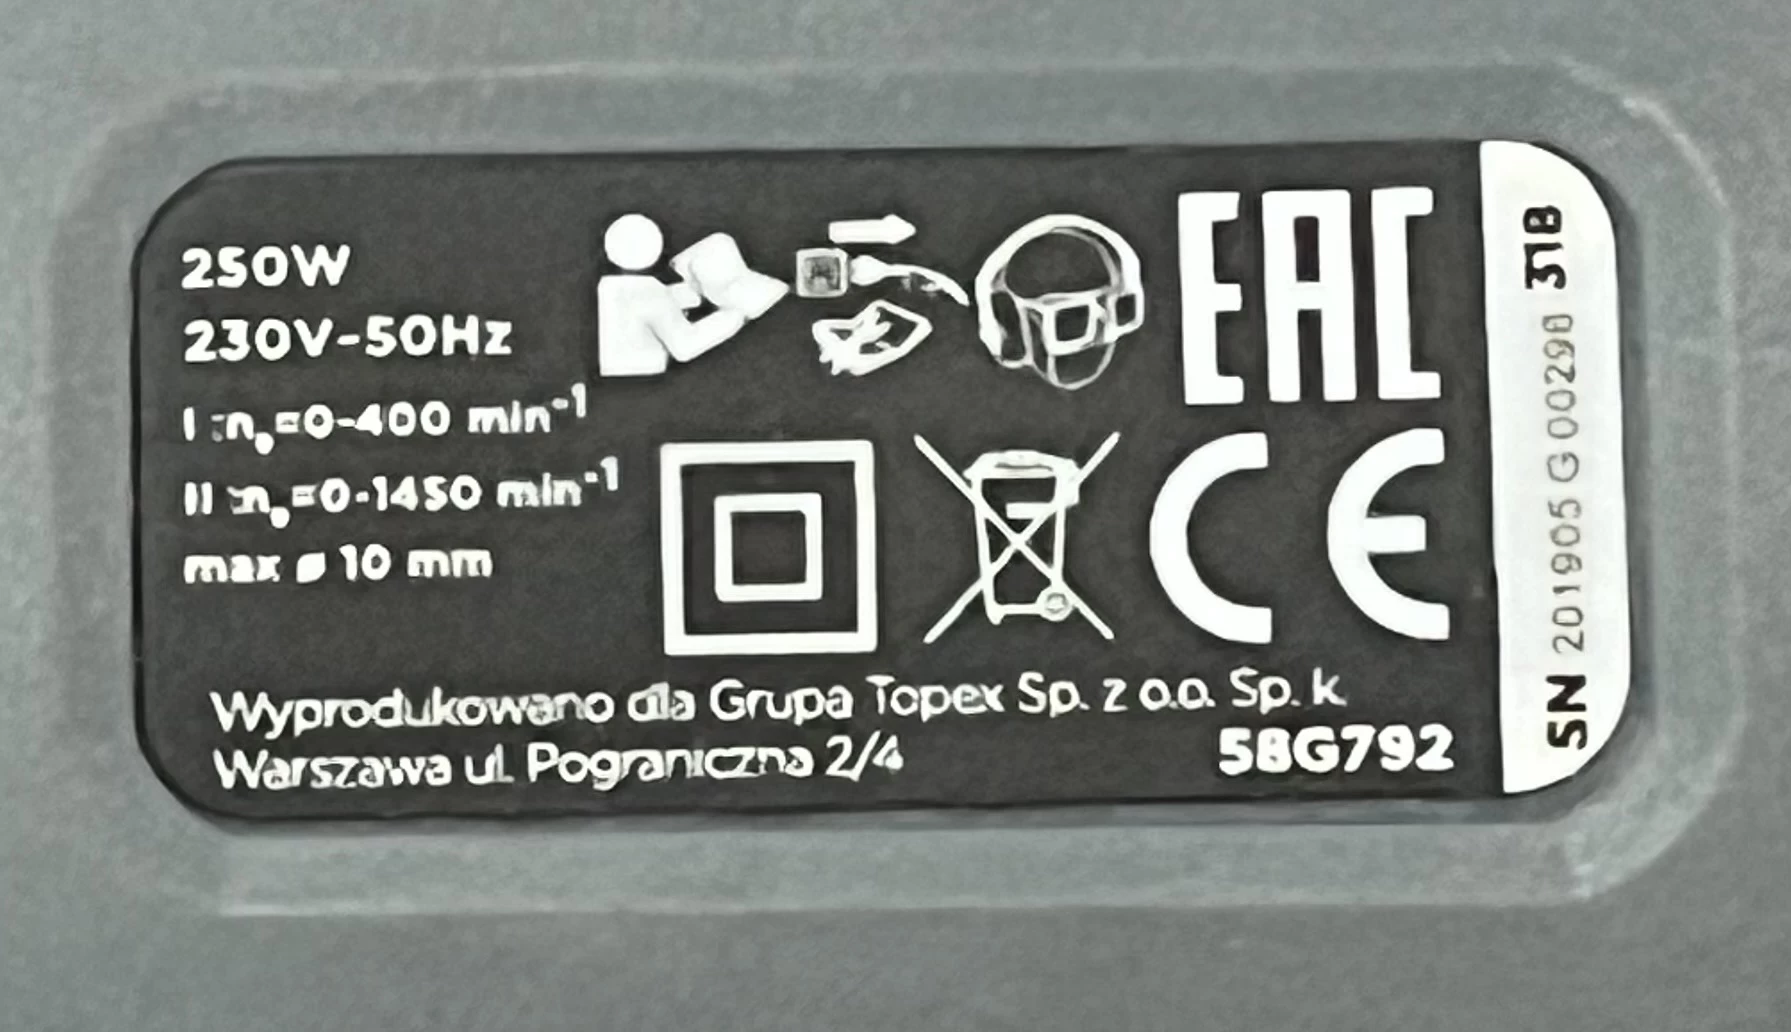 250W
230V-50Hz
I :n₀=0-400 min⁻¹
II :n₀=0-1450 min⁻¹
max ø 10 mm
EAC
CE
Wyprodukowano dla Grupa Topex Sp. z o.o. Sp. k.
Warszawa ul. Pograniczna 2/4
58G792
SN 201905 G 00290 31B